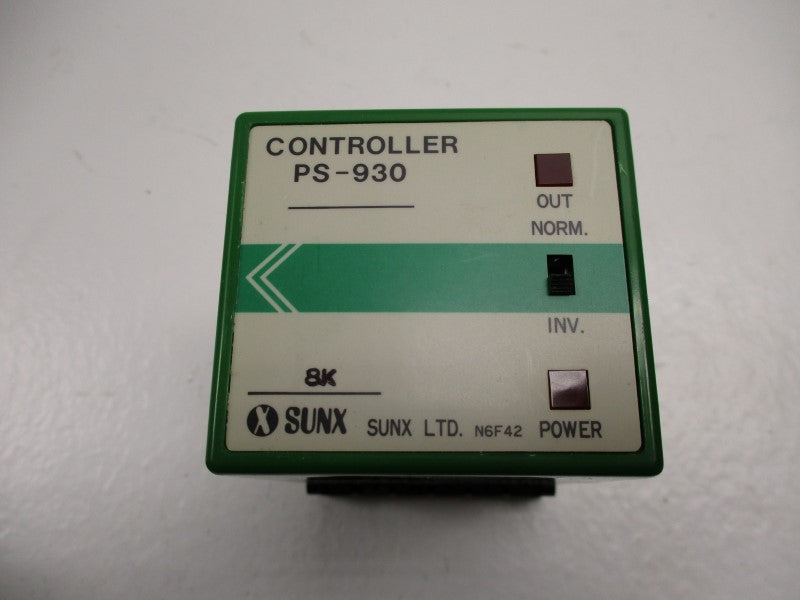 CONTROLLER
PS-930
OUT
NORM.
INV.
8K
SUNX SUNX LTD. N6F42 POWER